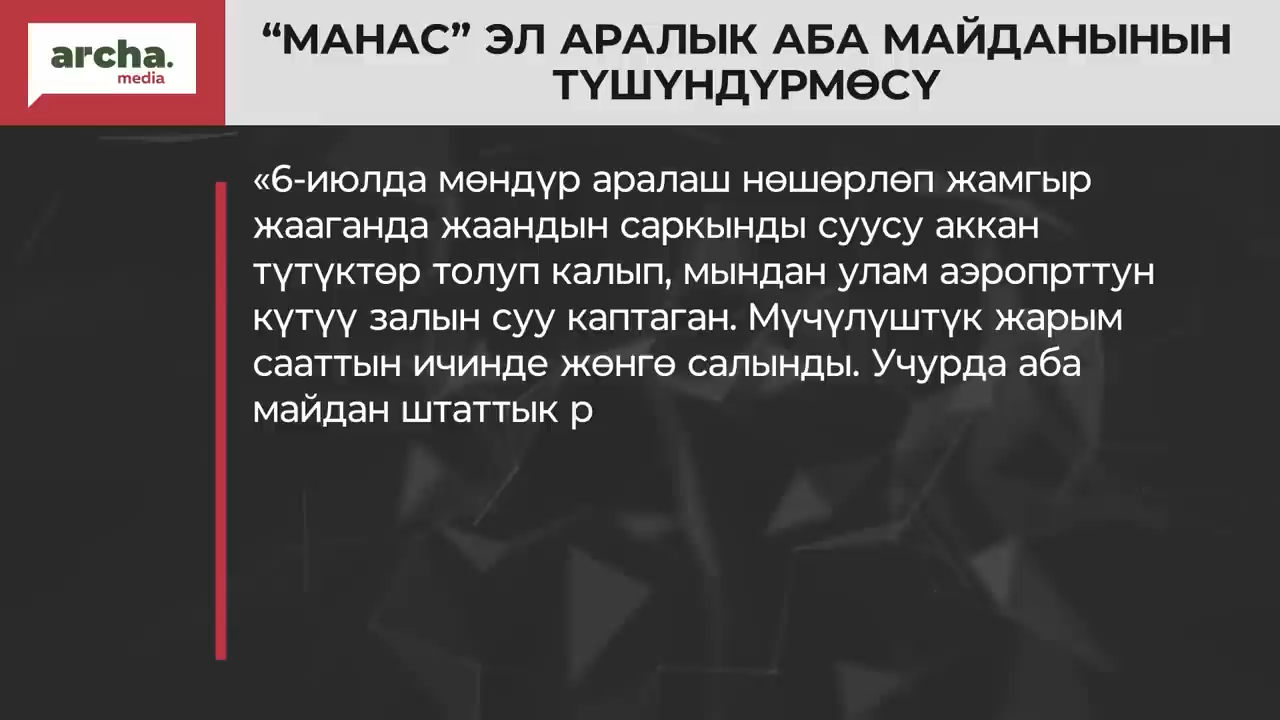 archa.
media
“МАНАС” ЭЛ АРАЛЫК АБА МАЙДАНЫНЫН
ТҮШҮНДҮРМӨСҮ
«6-июлда мөндүр аралаш нөшөрлөп жамгыр
жааганда жаандын саркынды суусу аккан
түтүктөр толуп калып, мындан улам аэропрттун
күтүү залын суу каптаган. Мүчүлүштүк жарым
сааттын ичинде жөнгө салынды. Учурда аба
майдан штаттык р